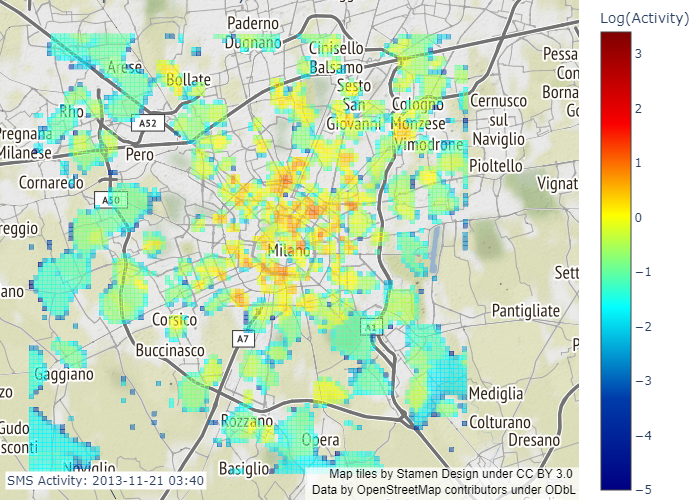 Log(Activity)
Paderno
Dugnano
Cinisello
Balsamo
Arese
Bollate
Sesto
San
Giovanni
Cologno
Monzese
Pessa
Con
Borna
Go
Rho
A52
Cernusco
sul
Naviglio
Vimodrone
Pregnana
Milanese
Pero
Pioltello
Cornaredo
Vignat
A50
reggio
Milano
Sett
ano
Pantigliate
Corsico
A7
A1
Buccinasco
P
Gaggiano
zo
Mediglia
Rozzano
Colturano
Gudo
sconti
Opera
Dresano
Noviglio
Basiglio
SMS Activity: 2013-11-21 03:40
Map tiles by Stamen Design under CC BY 3.0
Data by OpenStreetMap contributors under ODbL
3
2
1
0
−1
−2
−3
−4
−5